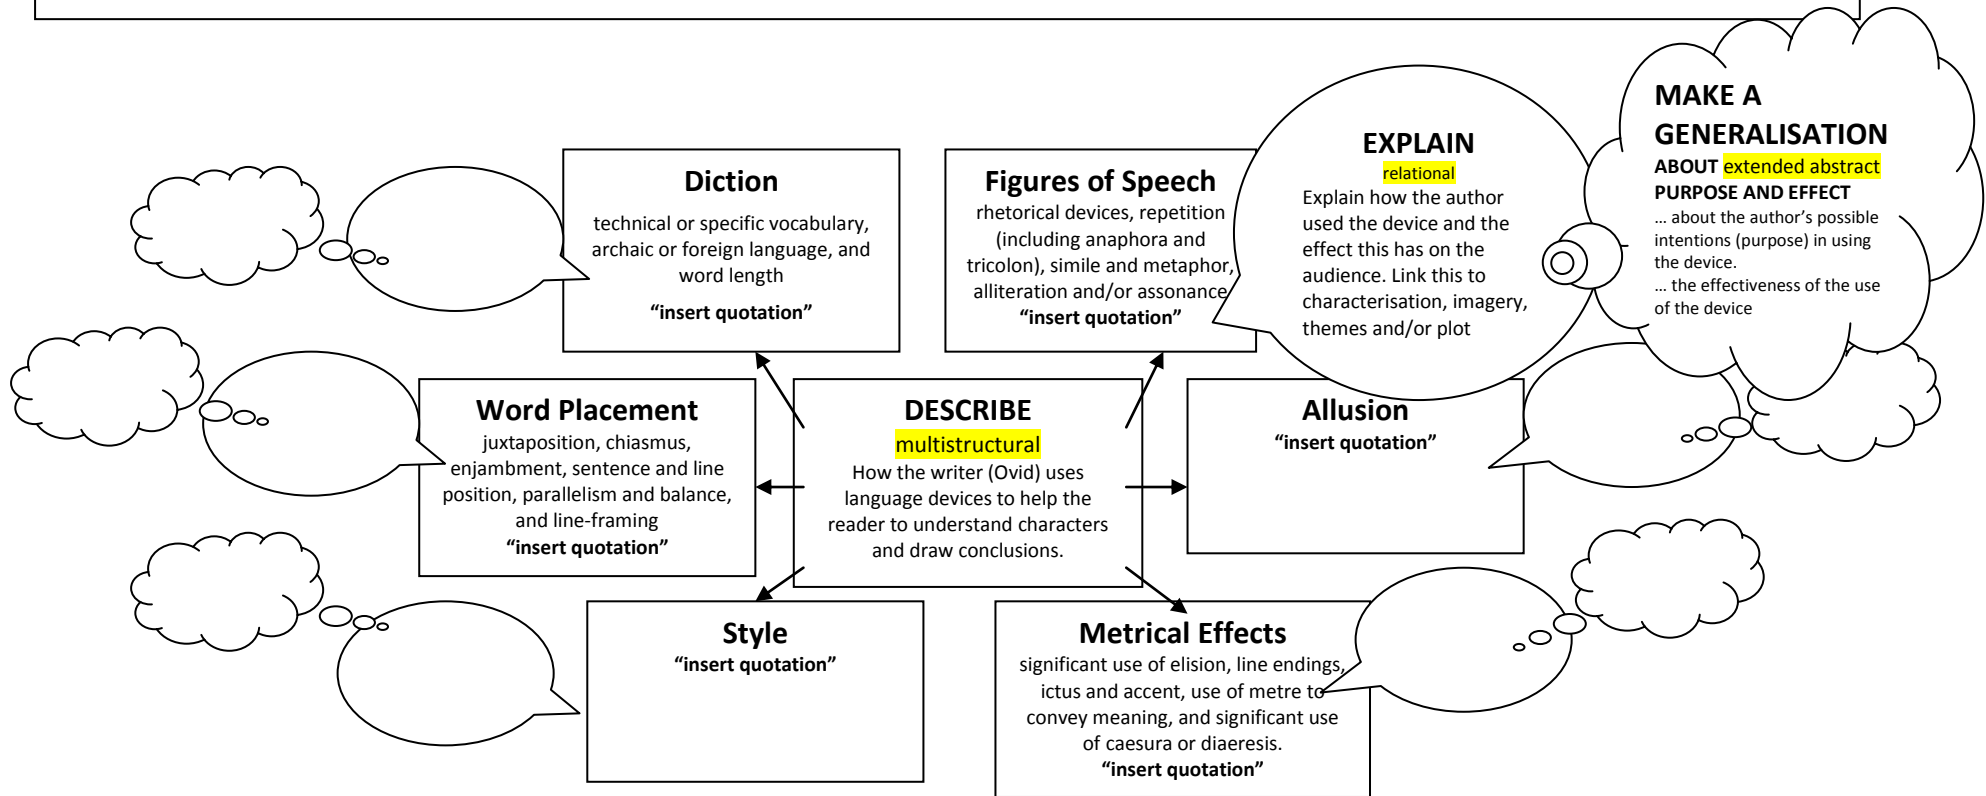 Diction
technical or specific vocabulary,
archaic or foreign language, and
word length
“insert quotation”
Figures of Speech
rhetorical devices, repetition
(including anaphora and
tricolon), simile and metaphor,
alliteration and/or assonance
“insert quotation”
EXPLAIN
relational
Explain how the author
used the device and the
effect this has on the
audience. Link this to
characterisation, imagery,
themes and/or plot
MAKE A
GENERALISATION
ABOUT extended abstract
PURPOSE AND EFFECT
… about the author’s possible
intentions (purpose) in using
the device.
… the effectiveness of the use
of the device
Word Placement
juxtaposition, chiasmus,
enjambment, sentence and line
position, parallelism and balance,
and line-framing
“insert quotation”
DESCRIBE
multistructural
How the writer (Ovid) uses
language devices to help the
reader to understand characters
and draw conclusions.
Allusion
“insert quotation”
Style
“insert quotation”
Metrical Effects
significant use of elision, line endings,
ictus and accent, use of metre to
convey meaning, and significant use
of caesura or diaeresis.
“insert quotation”